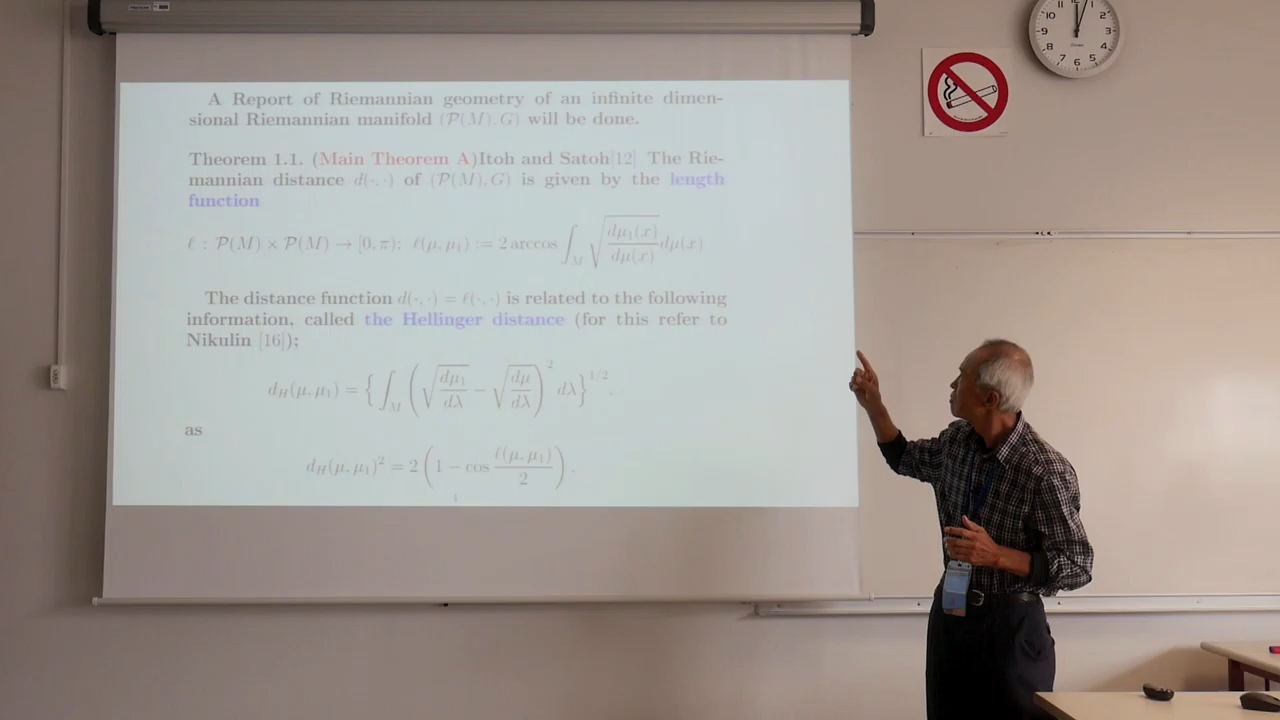 A Report of Riemannian geometry of an infinite dimen-
sional Riemannian manifold (𝒫(M), G) will be done.
Theorem 1.1. (Main Theorem A)Itoh and Satoh[12] The Rie-
mannian distance d(·,·) of (𝒫(M), G) is given by the length
function
ℓ : 𝒫(M) × 𝒫(M) → [0, π); ℓ(μ, μ₁) := 2 arccos ∫_M √(dμ₁(x)/dμ(x)) dμ(x)
The distance function d(·,·) = ℓ(·,·) is related to the following
information, called the Hellinger distance (for this refer to
Nikulin [16]);
d_H(μ, μ₁) = { ∫_M ( √(dμ₁/dλ) − √(dμ/dλ) )² dλ }^{1/2}.
as
d_H(μ, μ₁)² = 2 ( 1 − cos ℓ(μ, μ₁)/2 ).
4